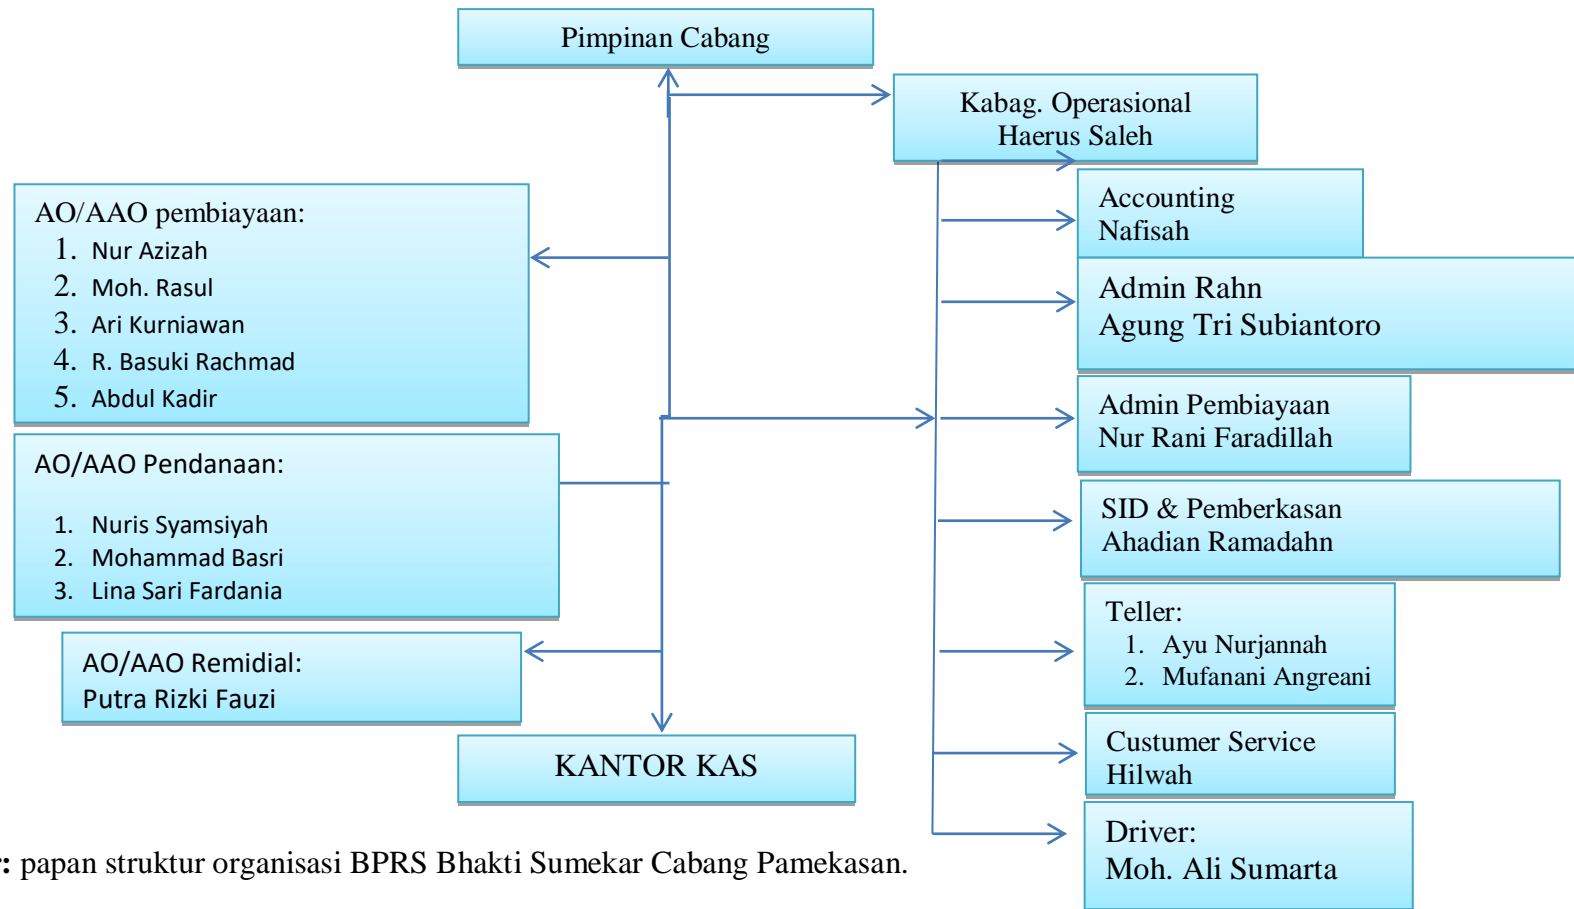 Pimpinan Cabang
Kabag. Operasional
Haerus Saleh
AO/AAO pembiayaan:
1. Nur Azizah
2. Moh. Rasul
3. Ari Kurniawan
4. R. Basuki Rachmad
5. Abdul Kadir
AO/AAO Pendanaan:
1. Nuris Syamsiyah
2. Mohammad Basri
3. Lina Sari Fardania
AO/AAO Remidial:
Putra Rizki Fauzi
KANTOR KAS
Accounting
Nafisah
Admin Rahn
Agung Tri Subiantoro
Admin Pembiayaan
Nur Rani Faradillah
SID & Pemberkasan
Ahadian Ramadahn
Teller:
1. Ayu Nurjannah
2. Mufanani Angreani
Custumer Service
Hilwah
Driver:
Moh. Ali Sumarta
: papan struktur organisasi BPRS Bhakti Sumekar Cabang Pamekasan.